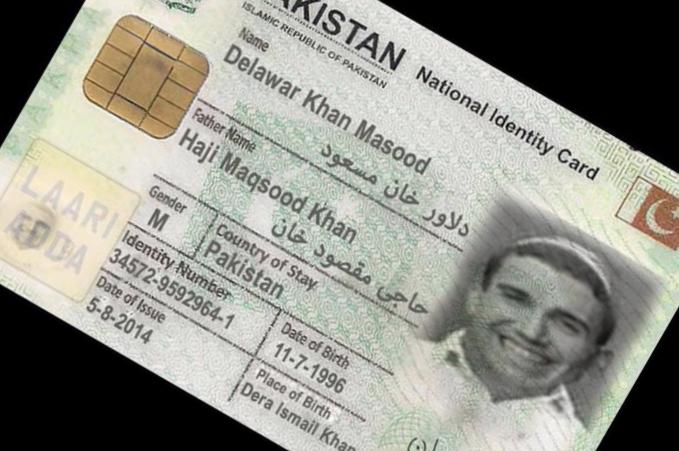 AKISTAN National Identity Card
ISLAMIC REPUBLIC OF PAKISTAN
Name
Delawar Khan Masood
دلاور خان مسعود
Father Name
Haji Maqsood Khan
حاجی مقصود خان
Gender
M
Country of Stay
Pakistan
Identity Number
34572-9592964-1
Date of Birth
11-7-1996
Date of Issue
5-8-2014
Place of Birth
Dera Ismail Khan
LAARI
ADDA